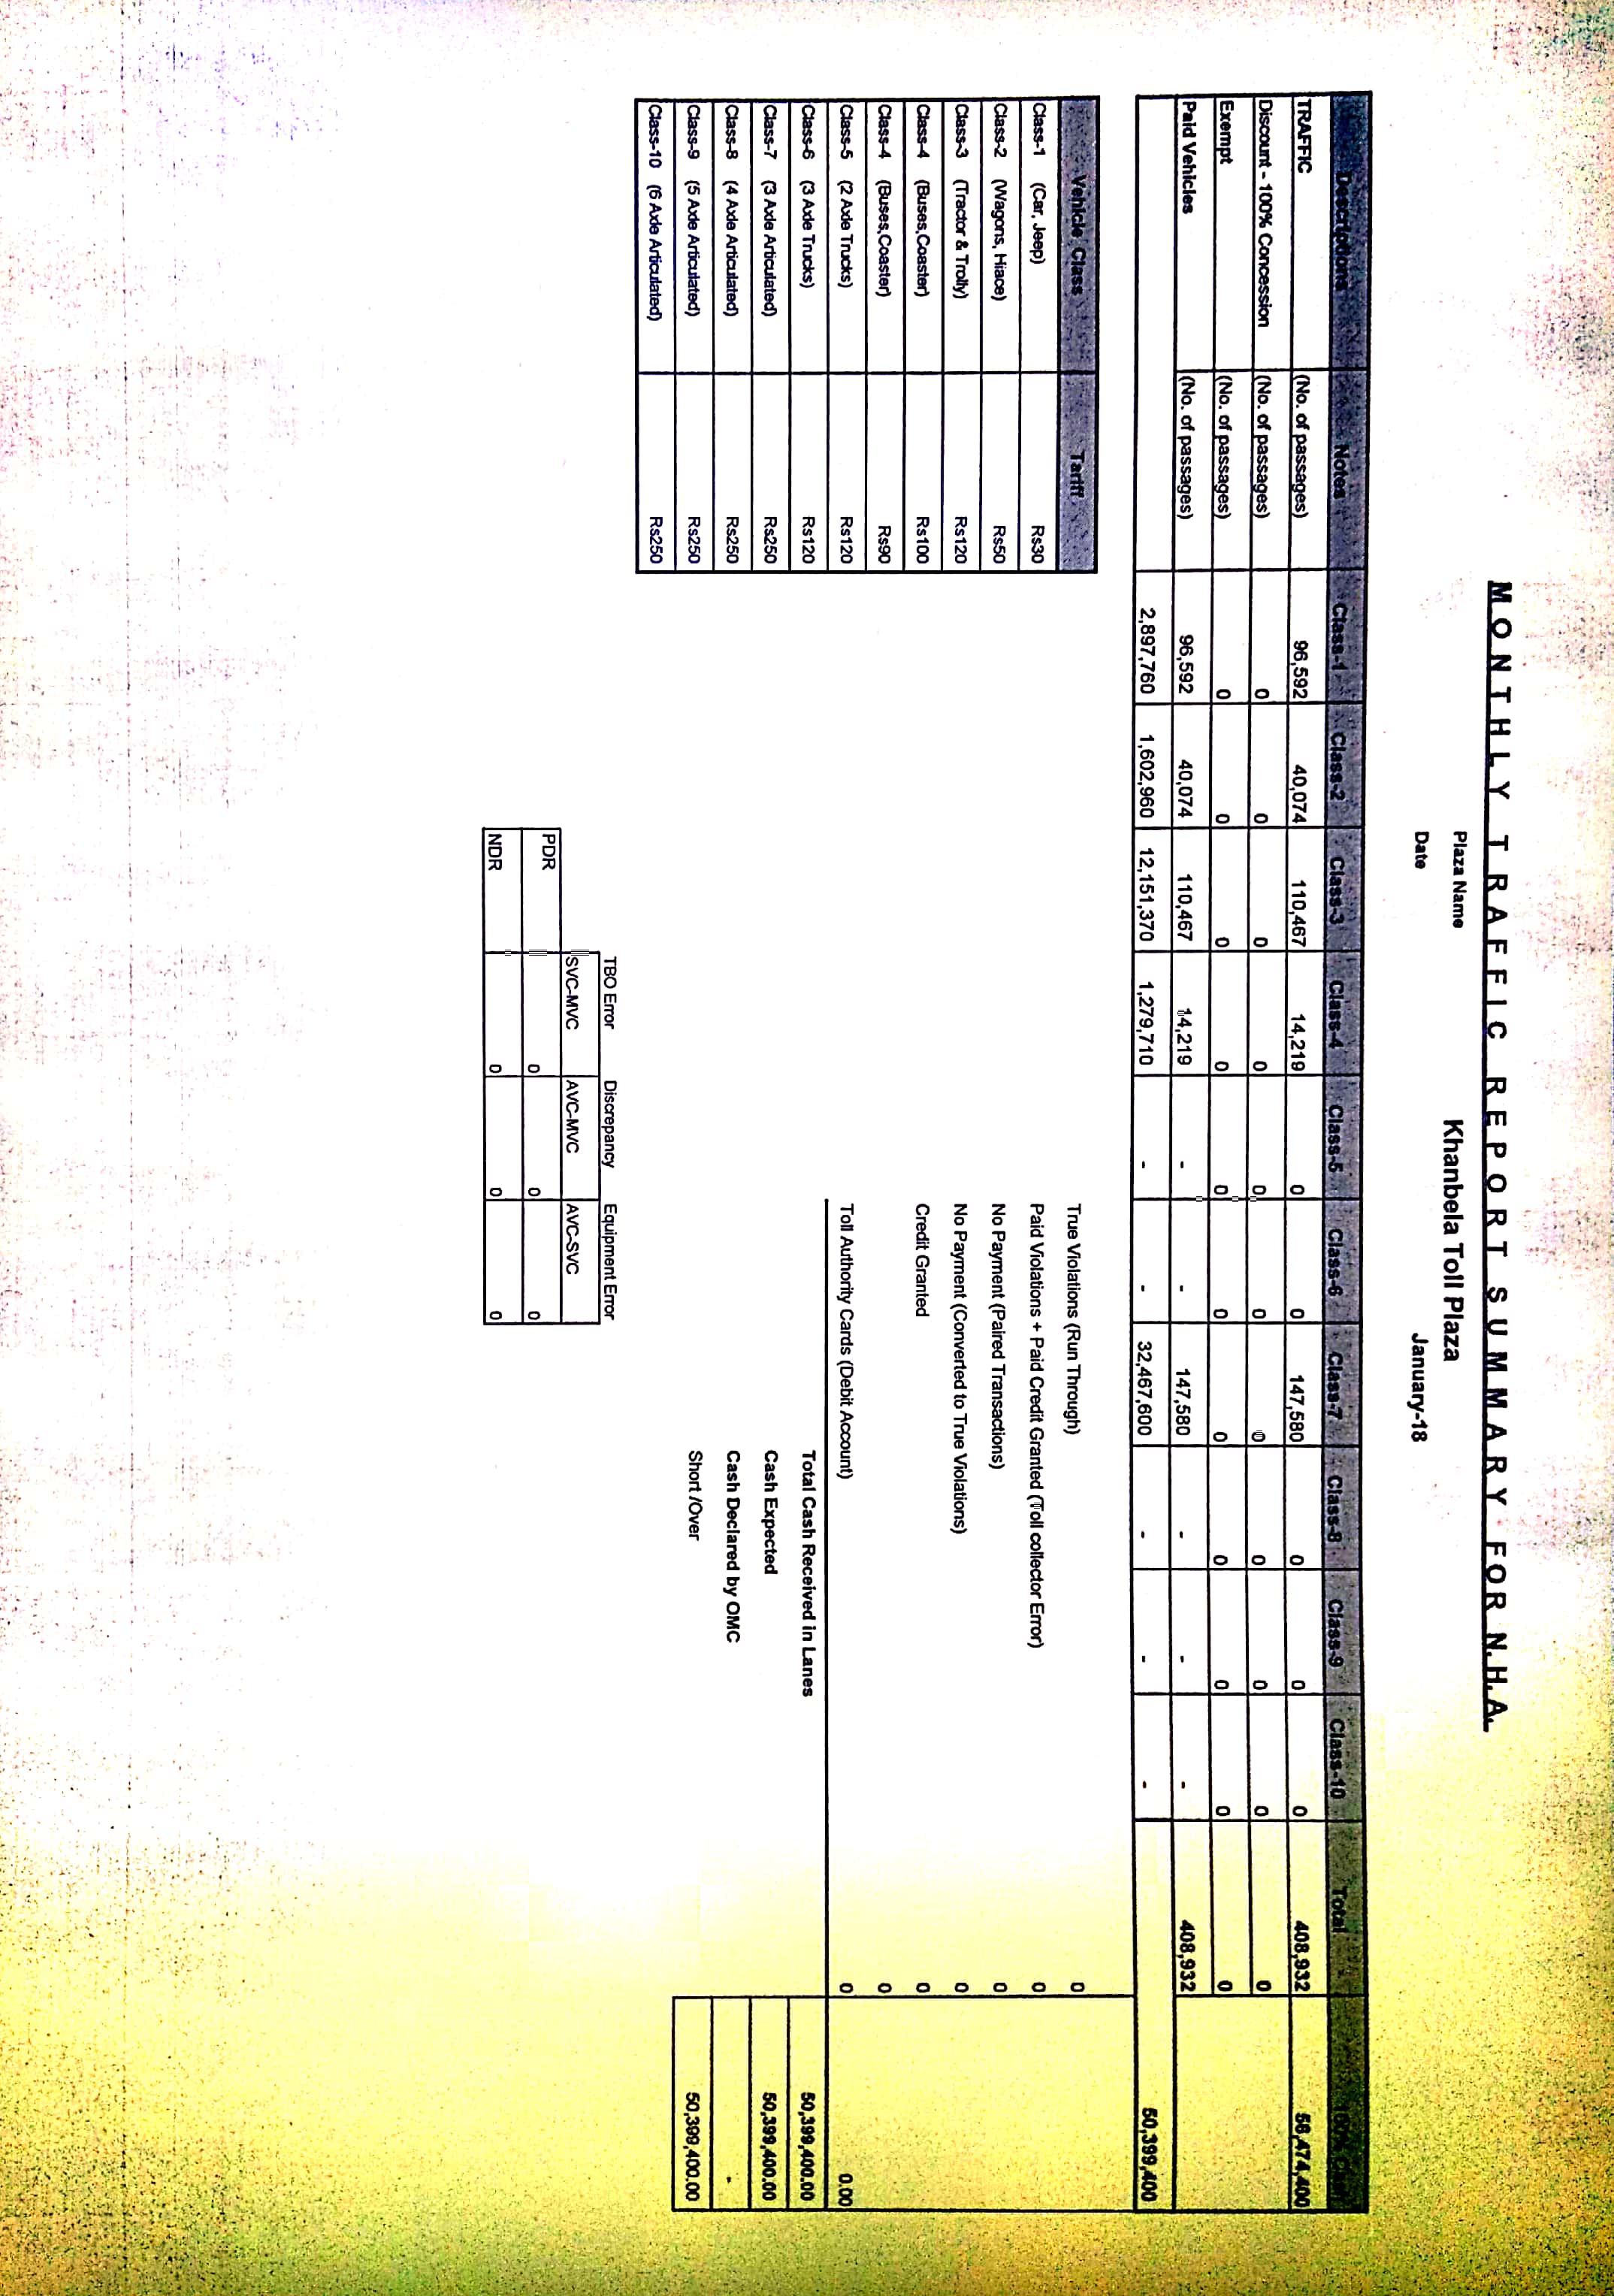 MONTHLY TRAFFIC REPORT SUMMARY FOR N.H.A.
Plaza Name Khanbela Toll Plaza
Date January-18
Descriptions Notes Class-1 Class-2 Class-3 Class-4 Class-5 Class-6 Class-7 Class-8 Class-9 Class-10 Total
TRAFFIC (No. of passages) 96,592 40,074 110,467 14,219 0 0 147,580 0 0 0 408,932 56,474,400
Discount - 100% Concession (No. of passages) 0 0 0 0 0 0 0 0 0 0 0
Exempt (No. of passages) 0 0 0 0 0 0 0 0 0 0 0
Paid Vehicles (No. of passages) 96,592 40,074 110,467 14,219 - - 147,580 - - - 408,932
2,897,760 1,602,960 12,151,370 1,279,710 - - 32,467,600 - - - 50,399,400
Vehicle Class Tariff
Class-1 (Car, Jeep) Rs30
Class-2 (Wagons, Hiace) Rs50
Class-3 (Tractor & Trolly) Rs120
Class-4 (Buses,Coaster) Rs100
Class-4 (Buses,Coaster) Rs90
Class-5 (2 Axle Trucks) Rs120
Class-6 (3 Axle Trucks) Rs120
Class-7 (3 Axle Articulated) Rs250
Class-8 (4 Axle Articulated) Rs250
Class-9 (5 Axle Articulated) Rs250
Class-10 (6 Axle Articulated) Rs250
True Violations (Run Through) 0
Paid Violations + Paid Credit Granted (Toll collector Error) 0
No Payment (Paired Transactions) 0
No Payment (Converted to True Violations) 0
Credit Granted 0
0
Toll Authority Cards (Debit Account) 0 0.00
Total Cash Received in Lanes 50,399,400.00
Cash Expected 50,399,400.00
Cash Declared by OMC -
Short /Over 50,399,400.00
TBO Error Discrepancy Equipment Error
SVC-MVC AVC-MVC AVC-SVC
PDR 0 0 0
NDR 0 0 0